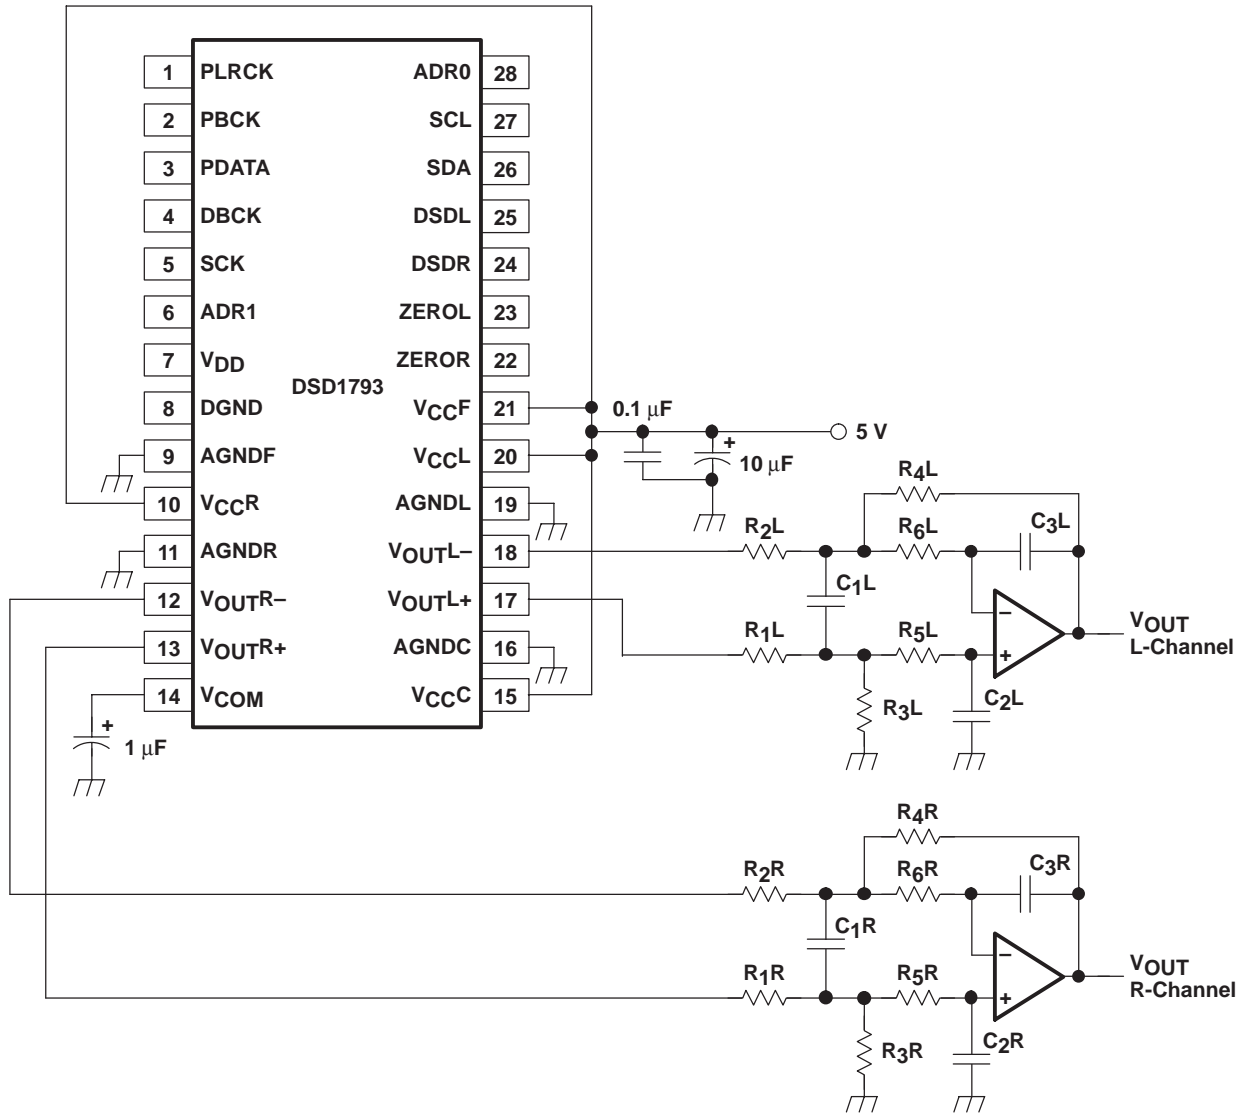 1 PLRCK ADR0 28
2 PBCK SCL 27
3 PDATA SDA 26
4 DBCK DSDL 25
5 SCK DSDR 24
6 ADR1 ZEROL 23
7 VDD ZEROR 22
DSD1793
8 DGND VCCF 21
0.1 μF
9 AGNDF VCCL 20
+
10 μF
5 V
10 VCCR AGNDL 19
11 AGNDR VOUTL– 18
12 VOUTR– VOUTL+ 17
13 VOUTR+ AGNDC 16
14 VCOM VCCC 15
+
1 μF
R4L
R2L R6L C3L
C1L
–
R1L R5L +
VOUT
L-Channel
R3L C2L
R4R
R2R R6R C3R
C1R
–
R1R R5R +
VOUT
R-Channel
R3R C2R